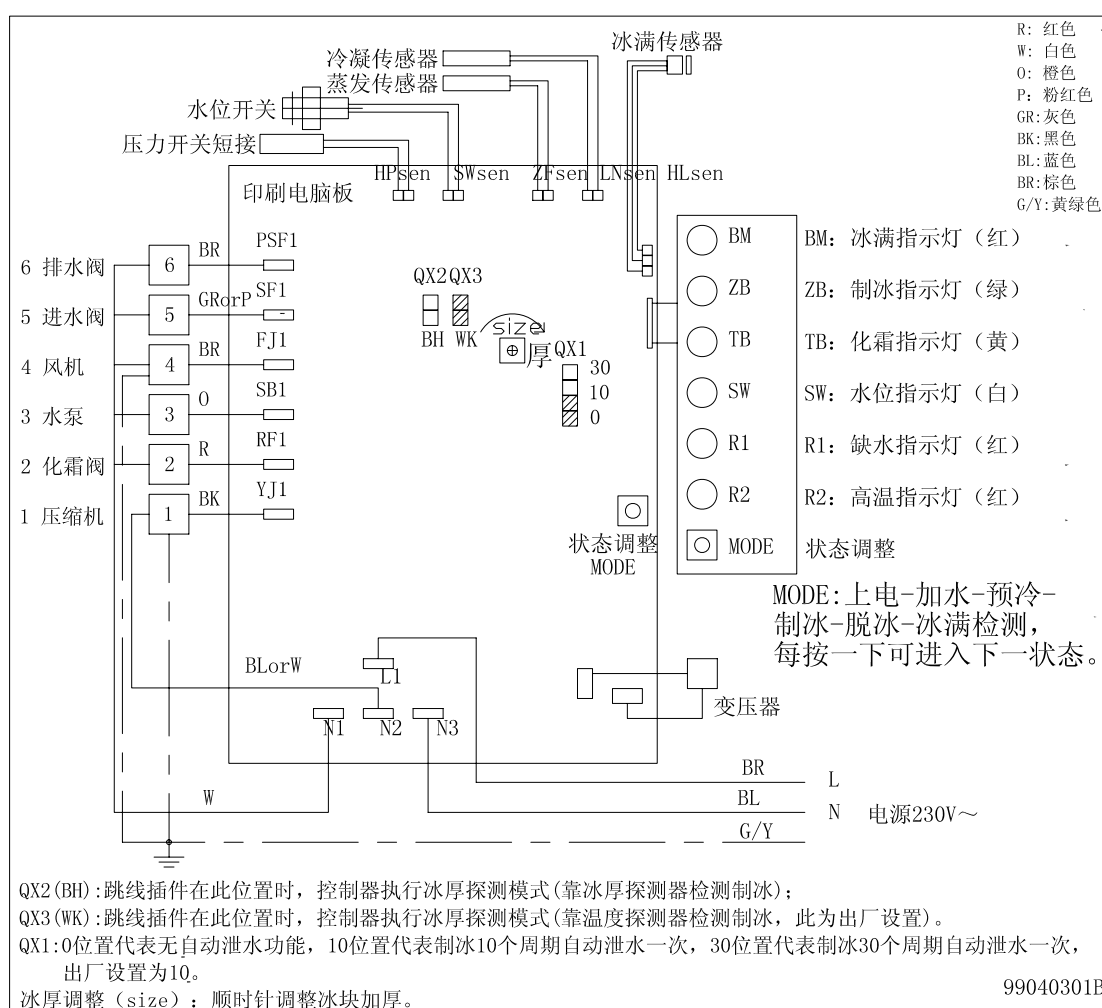 R: 红色
W: 白色
O: 橙色
P: 粉红色
GR:灰色
BK:黑色
BL:蓝色
BR:棕色
G/Y:黄绿色
冰满传感器
冷凝传感器
蒸发传感器
水位开关
压力开关短接
HPsen SWsen ZFsen LNsen HLsen
印刷电脑板
6 排水阀 6 BR PSF1
5 进水阀 5 GRorP SF1
4 风机 4 BR FJ1
3 水泵 3 O SB1
2 化霜阀 2 R RF1
1 压缩机 1 BK YJ1
QX2 QX3
BH WK
size
厚
QX1
30
10
0
状态调整
MODE
BM BM: 冰满指示灯（红）
ZB ZB: 制冰指示灯（绿）
TB TB: 化霜指示灯（黄）
SW SW: 水位指示灯（白）
R1 R1: 缺水指示灯（红）
R2 R2: 高温指示灯（红）
MODE 状态调整
MODE:上电-加水-预冷-
制冰-脱冰-冰满检测，
每按一下可进入下一状态。
BLorW
L1
N1 N2 N3
变压器
BR L
W BL N 电源230V～
G/Y
QX2(BH):跳线插件在此位置时，控制器执行冰厚探测模式(靠冰厚探测器检测制冰)；
QX3(WK):跳线插件在此位置时，控制器执行冰厚探测模式(靠温度探测器检测制冰，此为出厂设置)。
QX1:0位置代表无自动泄水功能，10位置代表制冰10个周期自动泄水一次，30位置代表制冰30个周期自动泄水一次，
出厂设置为10。
冰厚调整（size）：顺时针调整冰块加厚。
99040301B